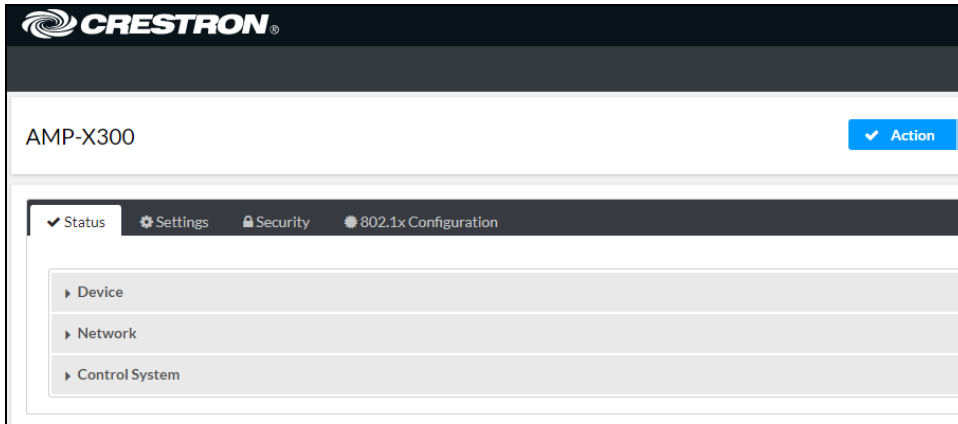 CRESTRON®
AMP-X300
Action
Status Settings Security 802.1x Configuration
Device
Network
Control System